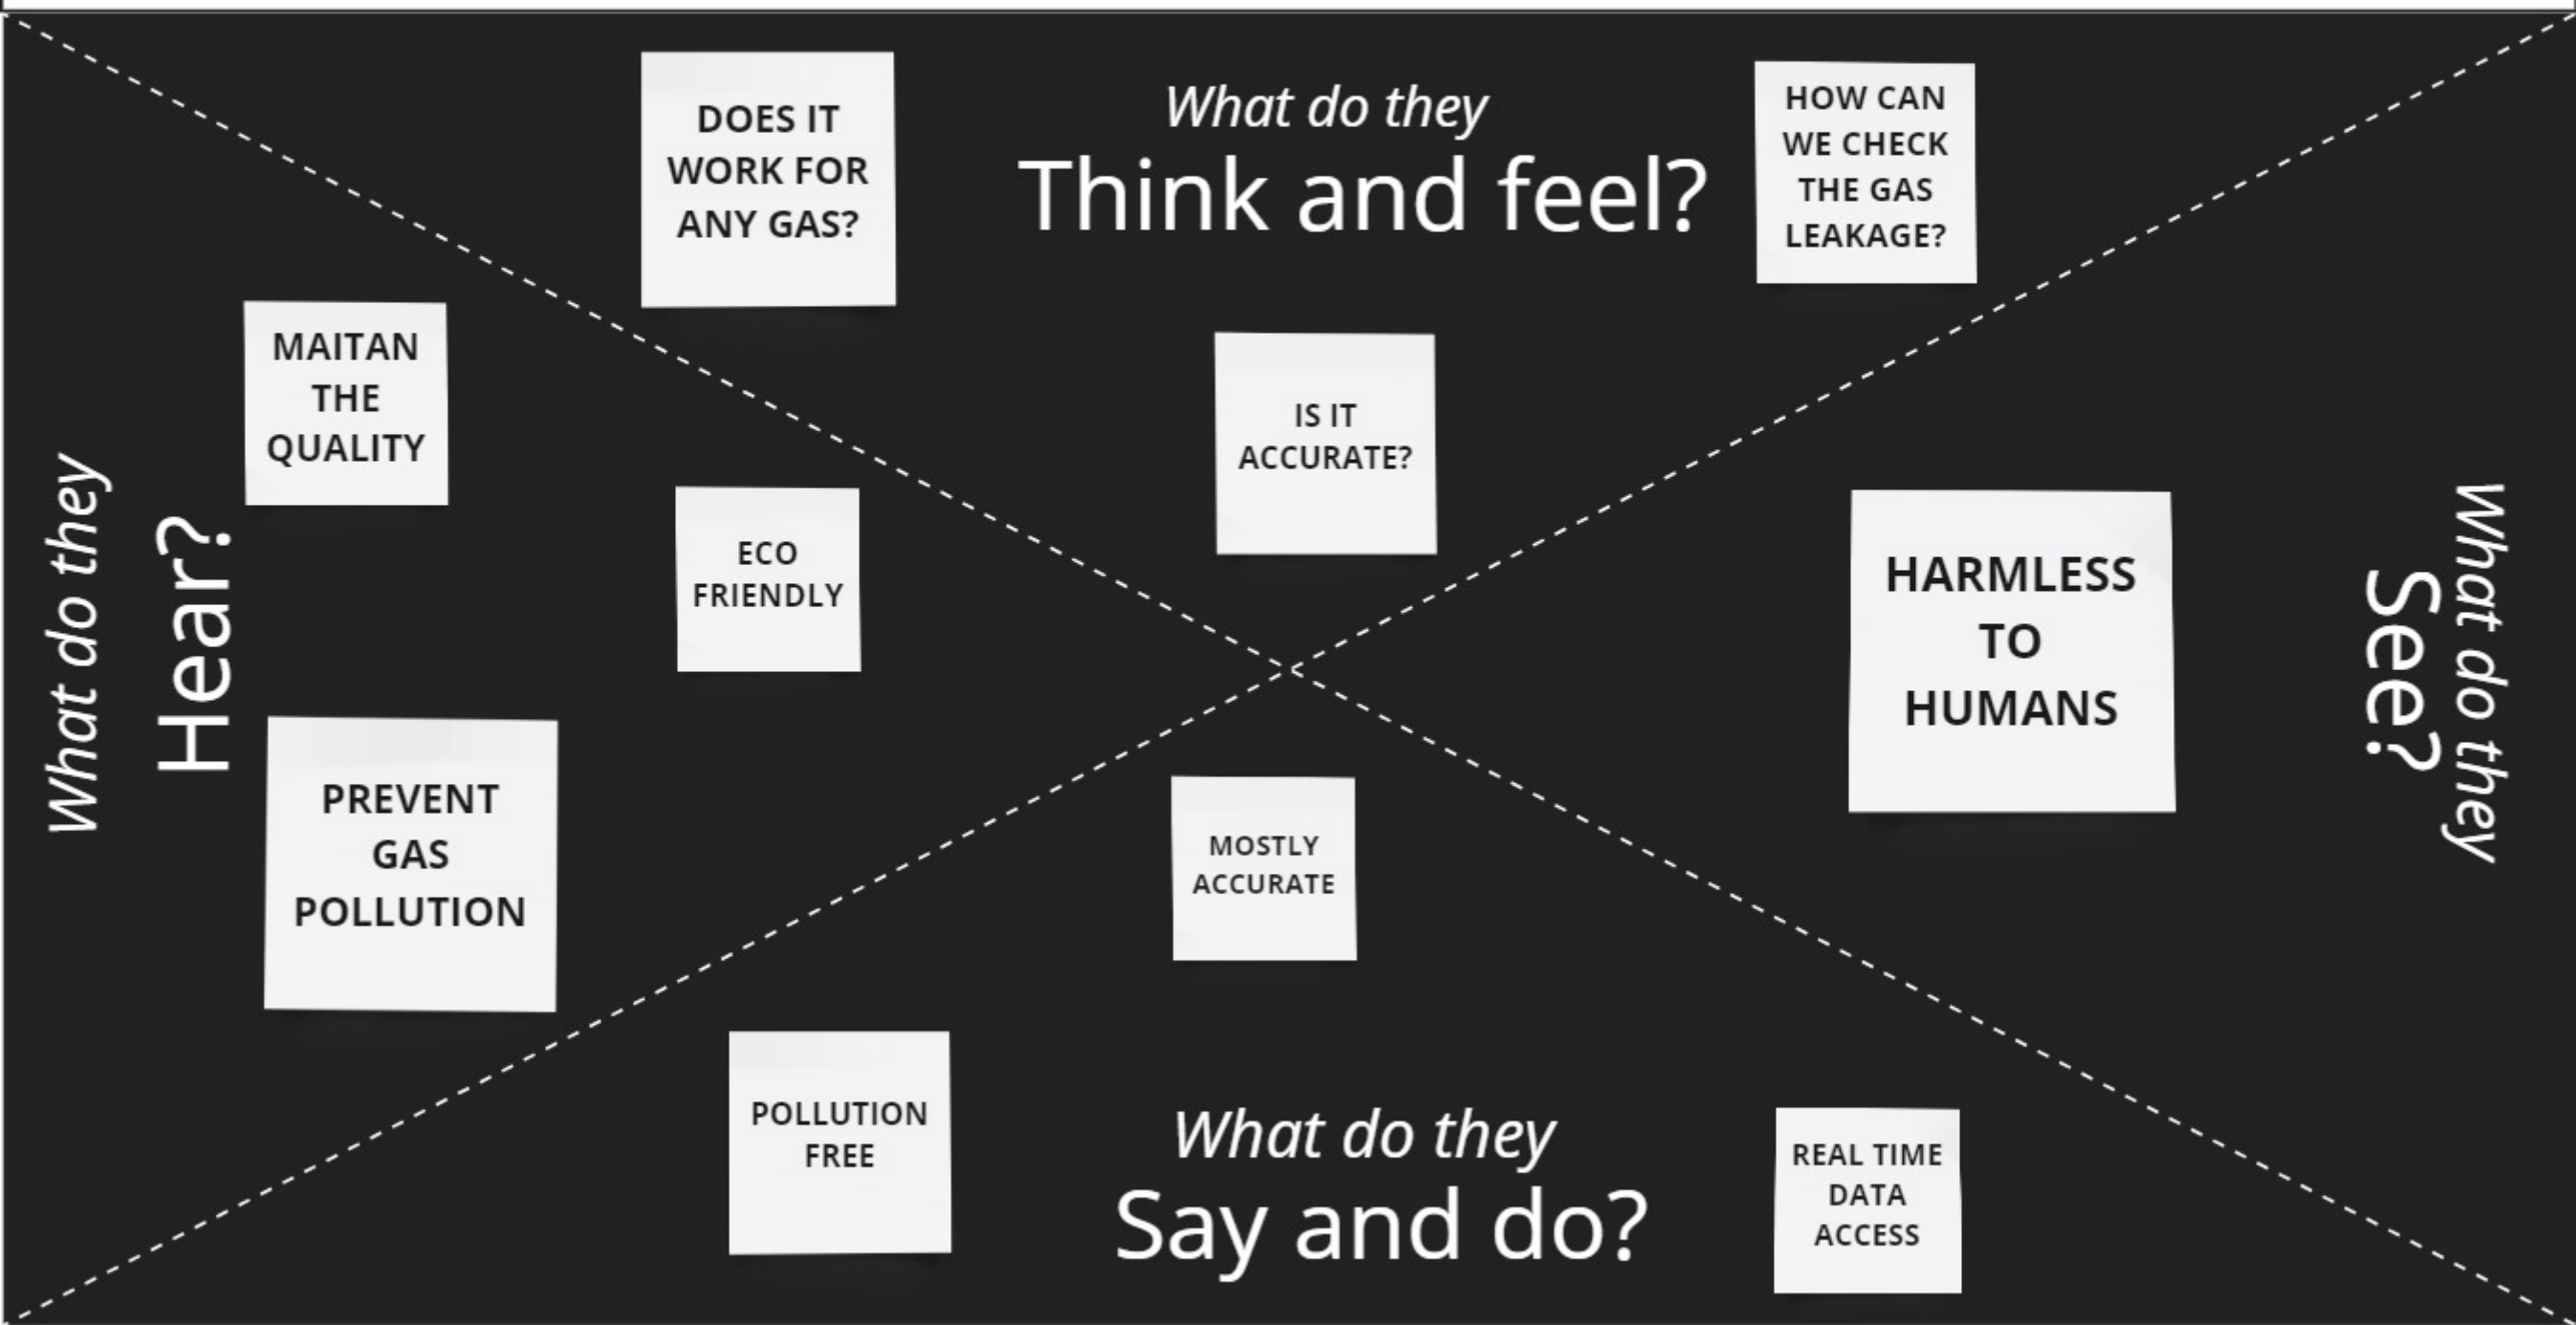 What do they
Think and feel?
DOES IT
WORK FOR
ANY GAS?
HOW CAN
WE CHECK
THE GAS
LEAKAGE?
IS IT
ACCURATE?
What do they
Hear?
MAITAN
THE
QUALITY
ECO
FRIENDLY
PREVENT
GAS
POLLUTION
What do they
See?
HARMLESS
TO
HUMANS
MOSTLY
ACCURATE
POLLUTION
FREE
What do they
Say and do?
REAL TIME
DATA
ACCESS